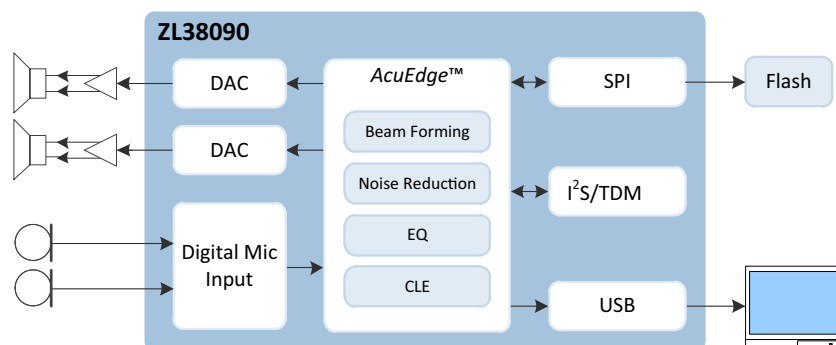 ZL38090
DAC
AcuEdge™
SPI
Flash
Beam Forming
DAC
Noise Reduction
I²S/TDM
Digital Mic
Input
EQ
CLE
USB